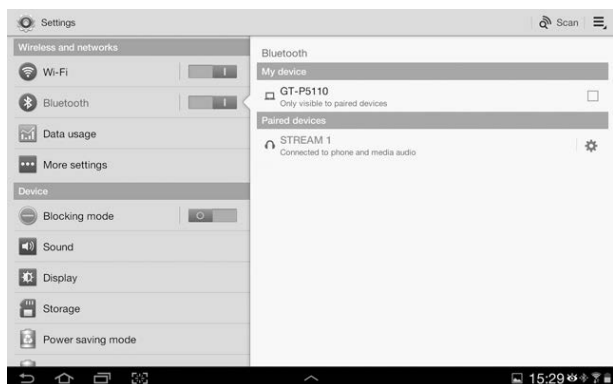 Settings
Scan
Wireless and networks
Wi-Fi
Bluetooth
Data usage
More settings
Device
Blocking mode
Sound
Display
Storage
Power saving mode
Bluetooth
My device
GT-P5110
Only visible to paired devices
Paired devices
STREAM 1
Connected to phone and media audio
15:29